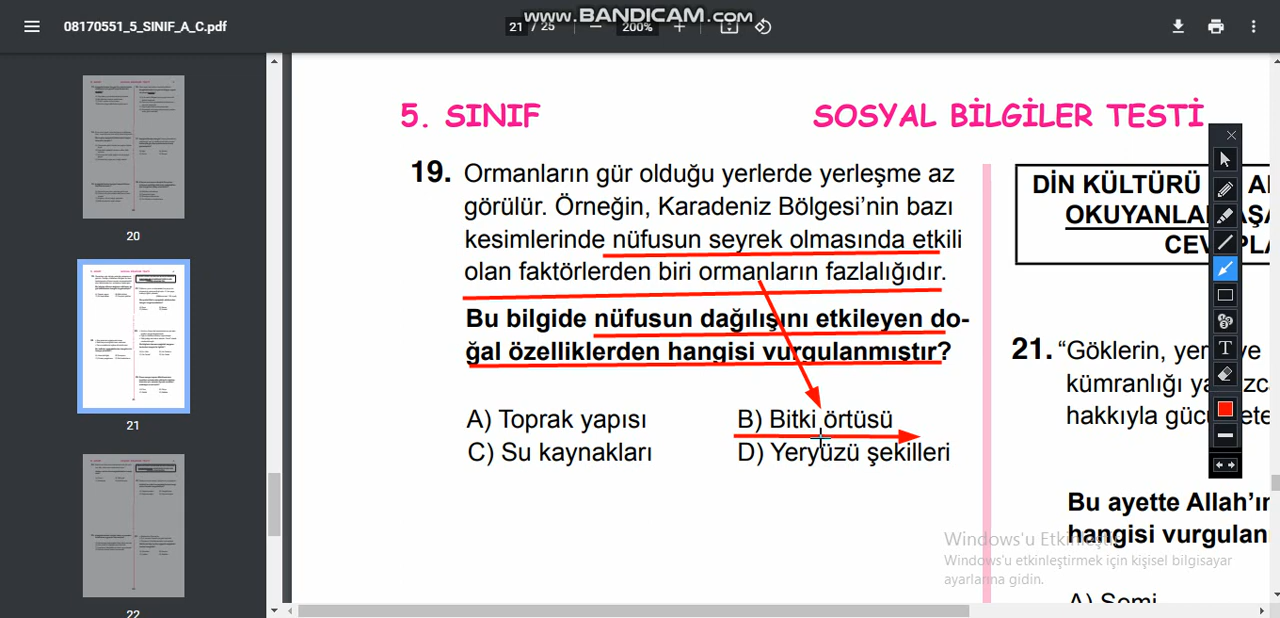 www.BANDICAM.com
08170551_5_SINIF_A_C.pdf
21 / 25
200%
20
21
22
5. SINIF
SOSYAL BİLGİLER TESTİ
19. Ormanların gür olduğu yerlerde yerleşme az
görülür. Örneğin, Karadeniz Bölgesi’nin bazı
kesimlerinde nüfusun seyrek olmasında etkili
olan faktörlerden biri ormanların fazlalığıdır.
Bu bilgide nüfusun dağılışını etkileyen do-
ğal özelliklerden hangisi vurgulanmıştır?
A) Toprak yapısı
B) Bitki örtüsü
C) Su kaynakları
D) Yeryüzü şekilleri
DİN KÜLTÜRÜ
OKUYANLA
CEV
21. “Göklerin, yer ve
kümranlığı ya
hakkıyla güc ete
Bu ayette Allah’ı
hangisi vurgulan
A) Semi
T
Windows'u Etkinleştir
Windows'u etkinleştirmek için kişisel bilgisayar
ayarlarına gidin.